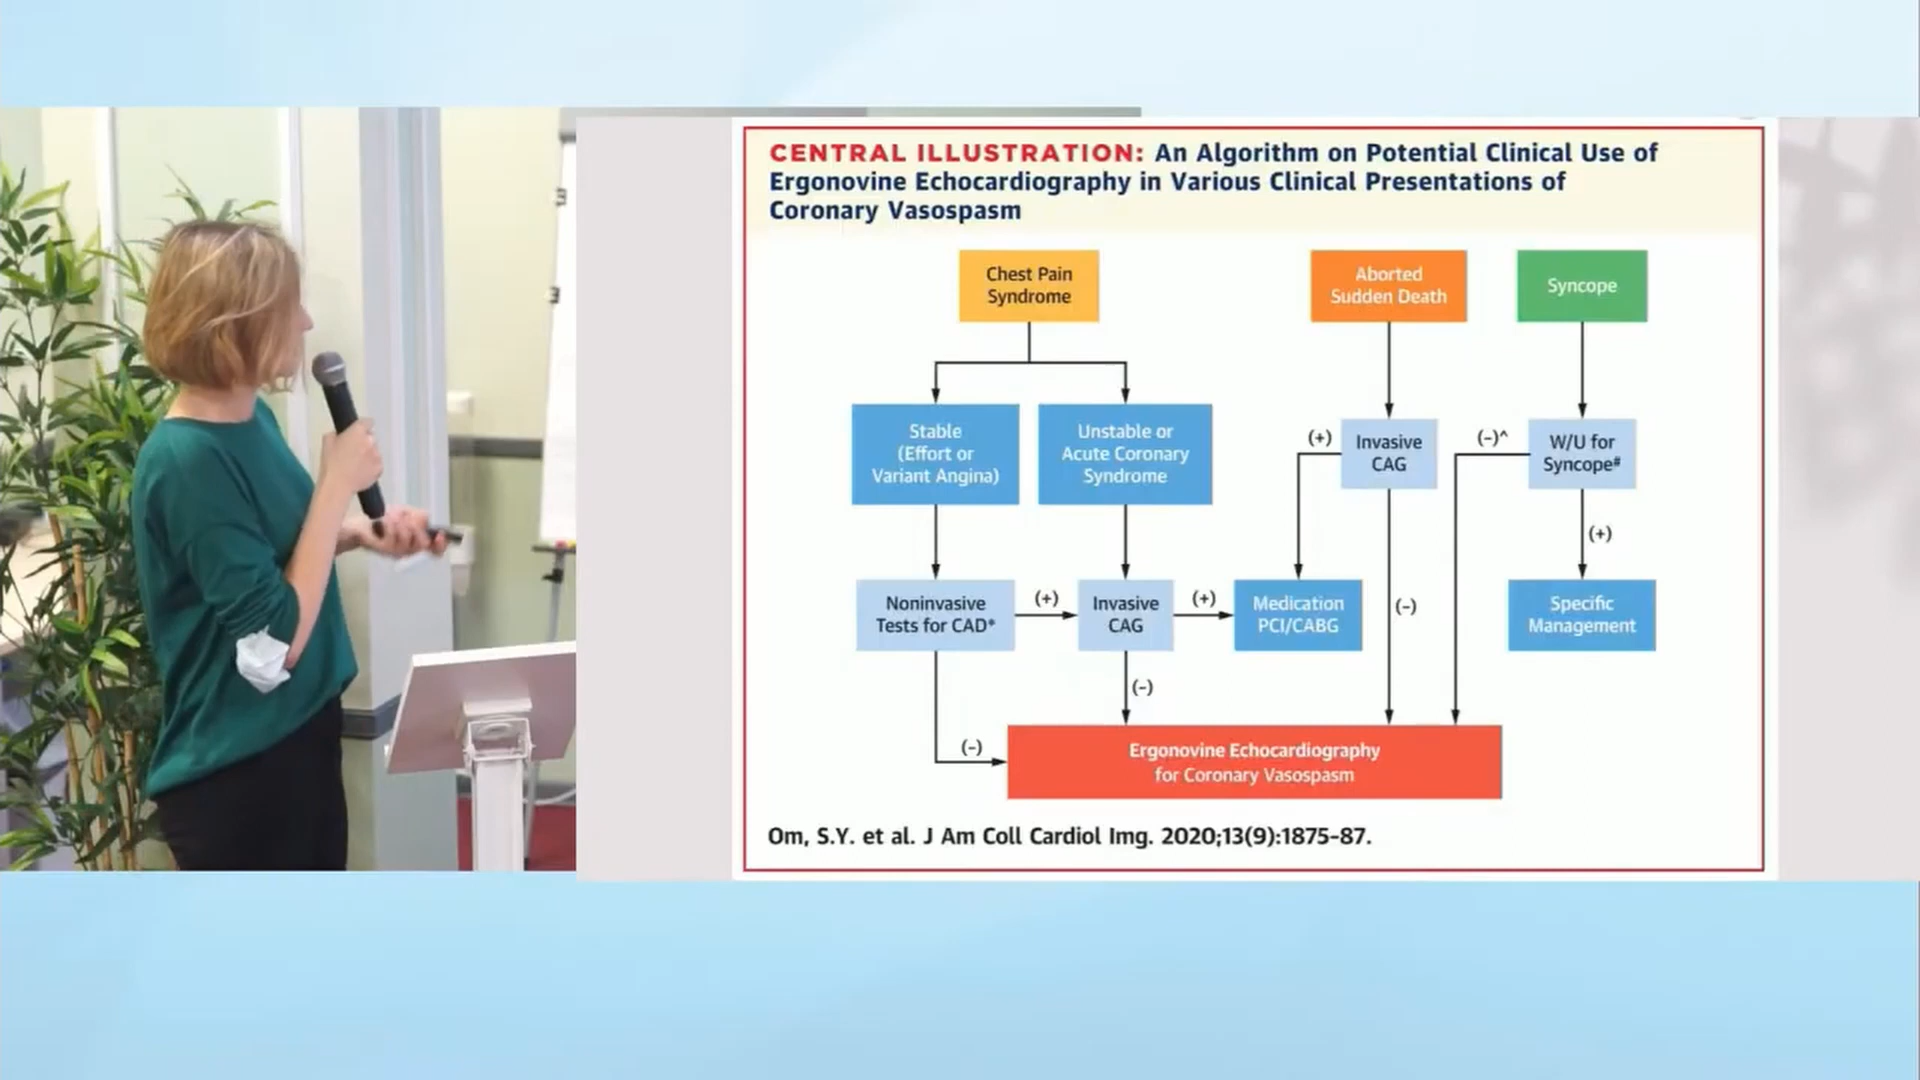 CENTRAL ILLUSTRATION: An Algorithm on Potential Clinical Use of
Ergonovine Echocardiography in Various Clinical Presentations of
Coronary Vasospasm
Chest Pain
Syndrome
Aborted
Sudden Death
Syncope
Stable
(Effort or
Variant Angina)
Unstable or
Acute Coronary
Syndrome
(+)
Invasive
CAG
(-)^
W/U for
Syncope#
(+)
Noninvasive
Tests for CAD*
(+)
Invasive
CAG
(+)
Medication
PCI/CABG
(-)
Specific
Management
(-)
(-)
Ergonovine Echocardiography
for Coronary Vasospasm
Om, S.Y. et al. J Am Coll Cardiol Img. 2020;13(9):1875-87.